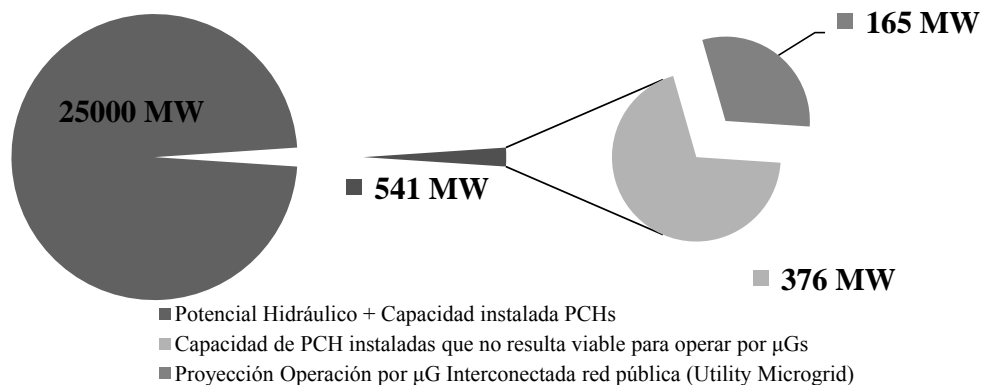 165 MW
25000 MW
541 MW
376 MW
Potencial Hidráulico + Capacidad instalada PCHs
Capacidad de PCH instaladas que no resulta viable para operar por μGs
Proyección Operación por μG Interconectada red pública (Utility Microgrid)